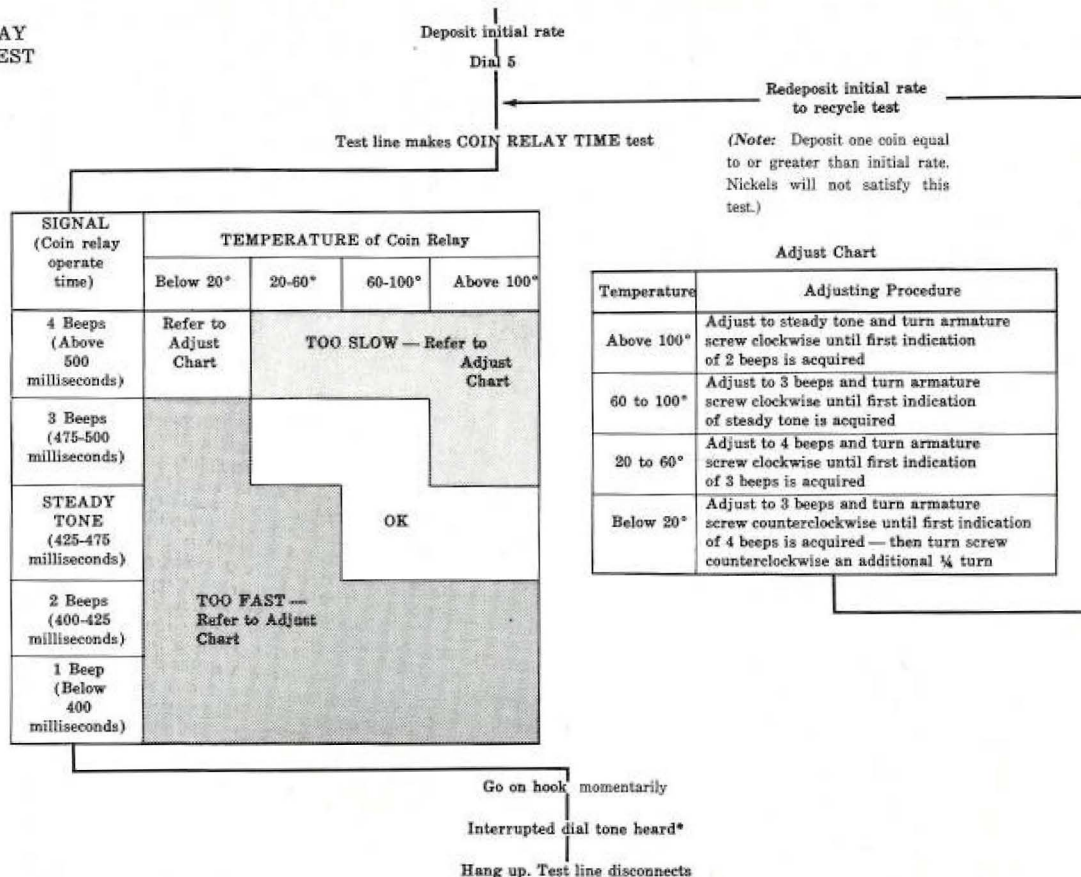 AY
EST
Deposit initial rate
Dial 5
Redeposit initial rate
to recycle test
(Note: Deposit one coin equal
to or greater than initial rate.
Nickels will not satisfy this
test.)
Test line makes COIN RELAY TIME test
SIGNAL
(Coin relay
operate
time)
TEMPERATURE of Coin Relay
Below 20°
20-60°
60-100°
Above 100°
4 Beeps
(Above
500
milliseconds)
Refer to
Adjust
Chart
TOO SLOW — Refer to
Adjust
Chart
3 Beeps
(475-500
milliseconds)
STEADY
TONE
(425-475
milliseconds)
OK
2 Beeps
(400-425
milliseconds)
TOO FAST —
Refer to Adjust
Chart
1 Beep
(Below
400
milliseconds)
Adjust Chart
Temperature
Adjusting Procedure
Above 100°
Adjust to steady tone and turn armature
screw clockwise until first indication
of 2 beeps is acquired
60 to 100°
Adjust to 3 beeps and turn armature
screw clockwise until first indication
of steady tone is acquired
20 to 60°
Adjust to 4 beeps and turn armature
screw clockwise until first indication
of 3 beeps is acquired
Below 20°
Adjust to 3 beeps and turn armature
screw counterclockwise until first indication
of 4 beeps is acquired — then turn screw
counterclockwise an additional ¼ turn
Go on hook momentarily
Interrupted dial tone heard*
Hang up. Test line disconnects